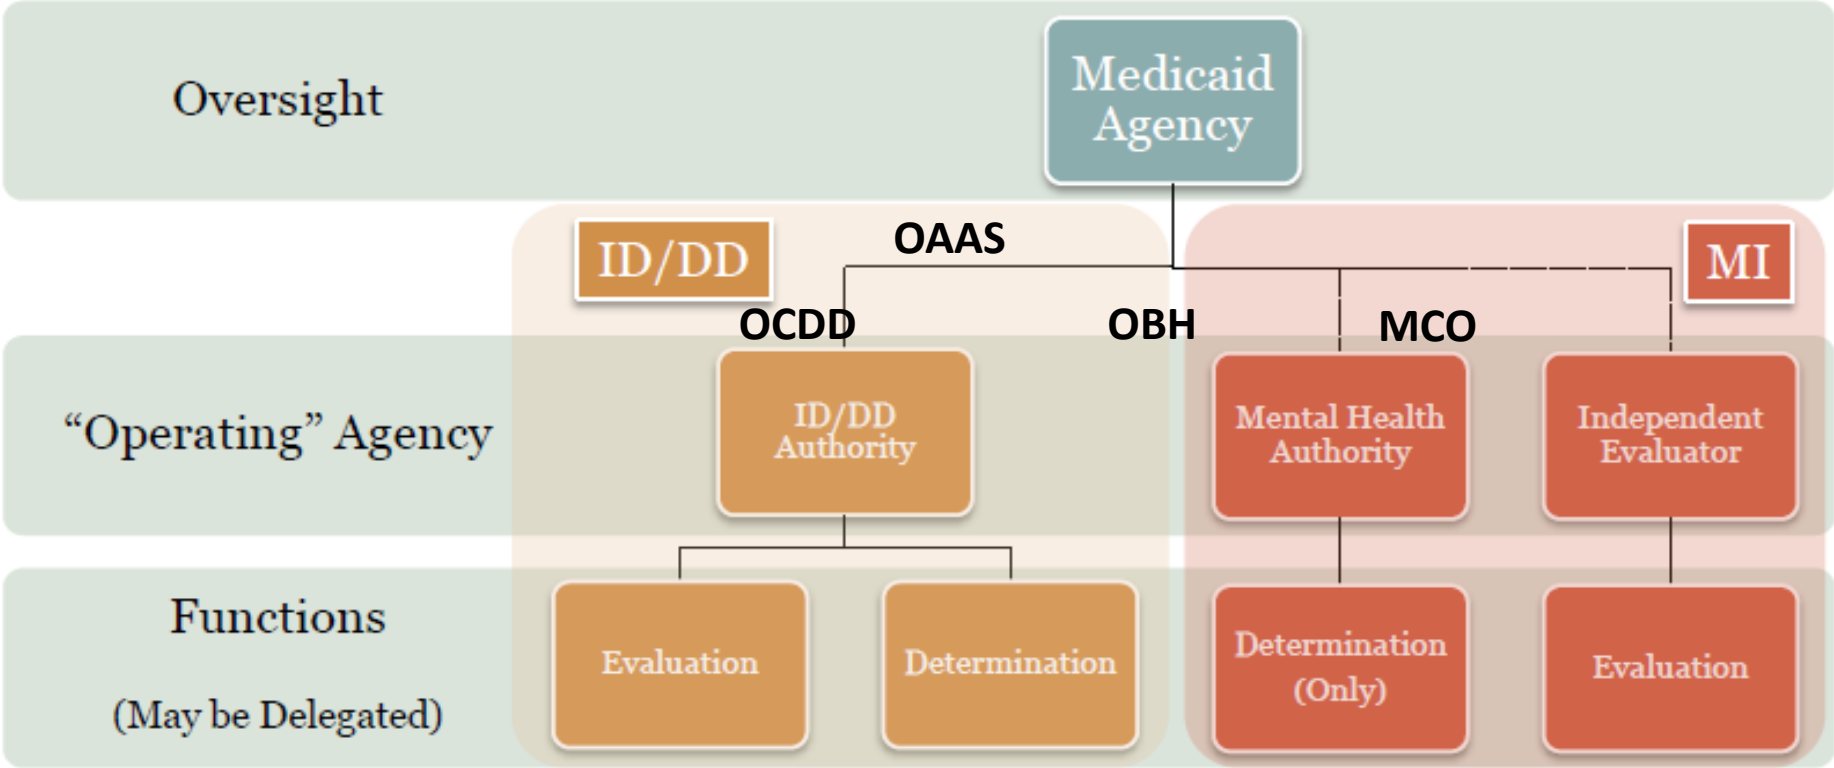 Oversight
Medicaid
Agency
ID/DD
OAAS
MI
OCDD
OBH
MCO
“Operating” Agency
ID/DD
Authority
Mental Health
Authority
Independent
Evaluator
Functions
(May be Delegated)
Evaluation
Determination
Determination
(Only)
Evaluation